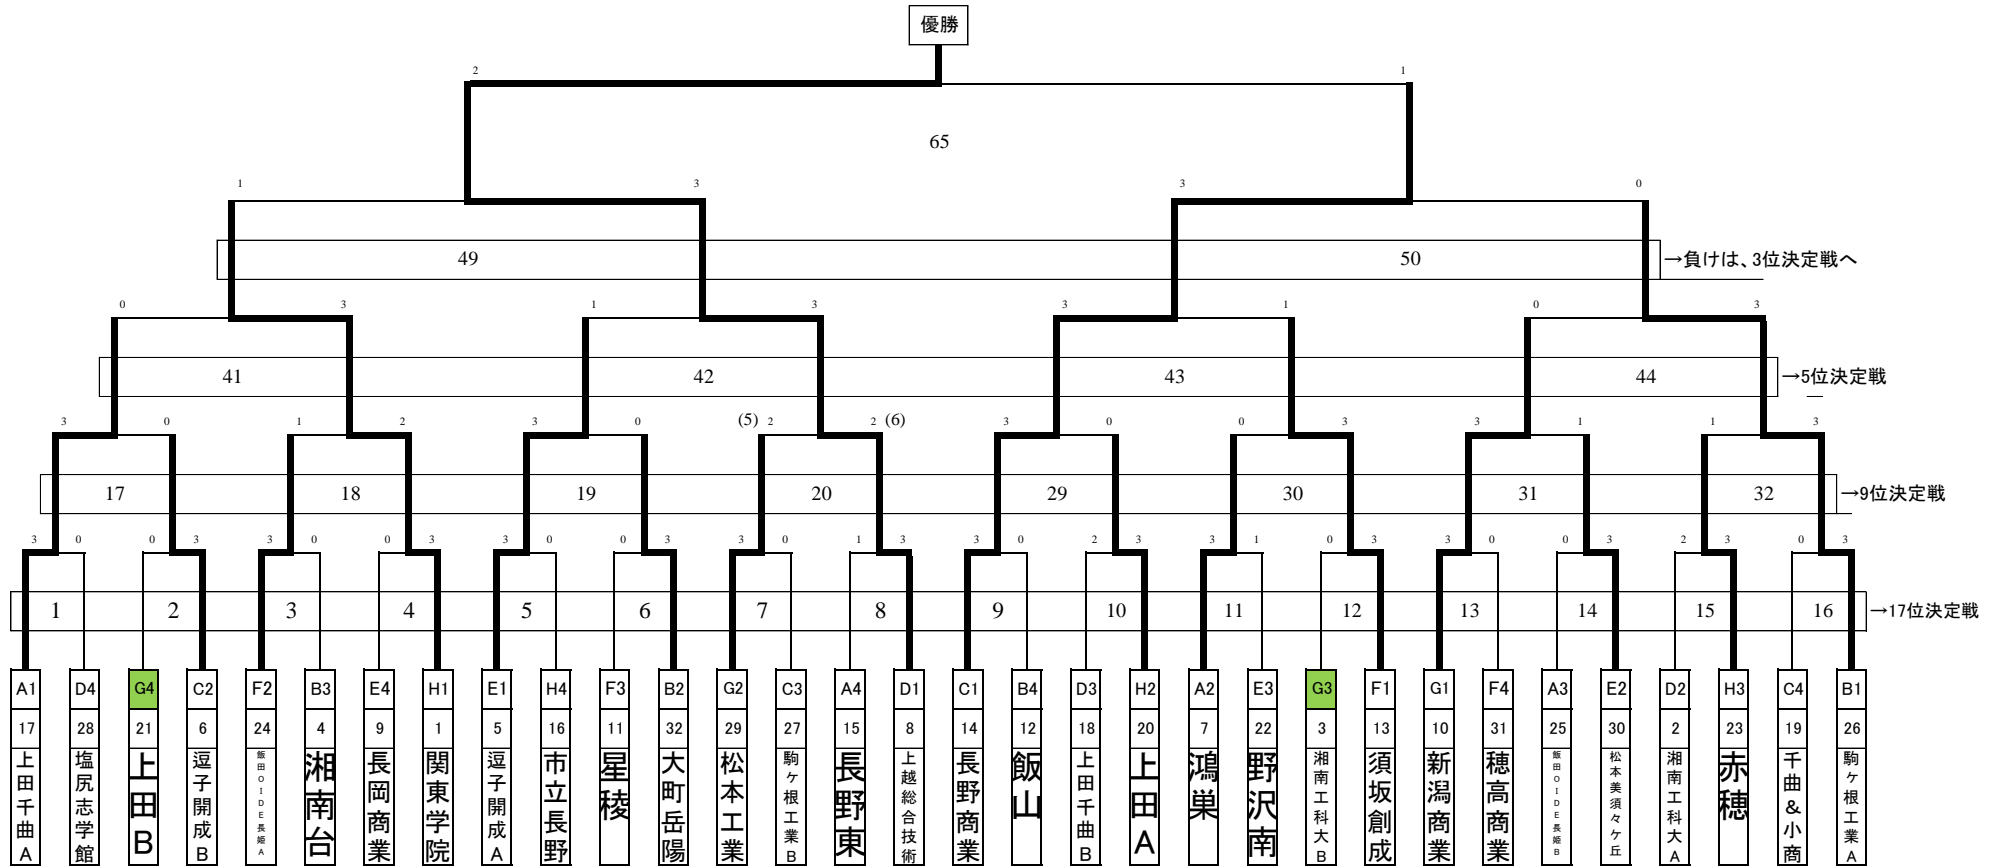 優勝
2 1
65
1 3 3 0
49 50 →負けは、3位決定戦へ
0 3 1 3 3 1 0 3
41 42 43 44 →5位決定戦
3 0 1 2 3 0 (5) 2 2 (6) 3 0 0 3 3 1 1 3
17 18 19 20 29 30 31 32 →9位決定戦
3 0 0 3 3 0 0 3 3 0 0 3 3 0 1 3 3 0 2 3 3 1 0 3 3 0 0 3 2 3 0 3
1 2 3 4 5 6 7 8 9 10 11 12 13 14 15 16 →17位決定戦
A1 D4 G4 C2 F2 B3 E4 H1 E1 H4 F3 B2 G2 C3 A4 D1 C1 B4 D3 H2 A2 E3 G3 F1 G1 F4 A3 E2 D2 H3 C4 B1
17 28 21 6 24 4 9 1 5 16 11 32 29 27 15 8 14 12 18 20 7 22 3 13 10 31 25 30 2 23 19 26
上田千曲A
塩尻志学館
上田B
逗子開成B
飯田OIDE長姫A
湘南台
長岡商業
関東学院
逗子開成A
市立長野
星稜
大町岳陽
松本工業
駒ヶ根工業B
長野東
上越総合技術
長野商業
飯山
上田千曲B
上田A
鴻巣
野沢南
湘南工科大B
須坂創成
新潟商業
穂高商業
飯田OIDE長姫B
松本美須々ケ丘
湘南工科大A
赤穂
千曲&小商
駒ヶ根工業A